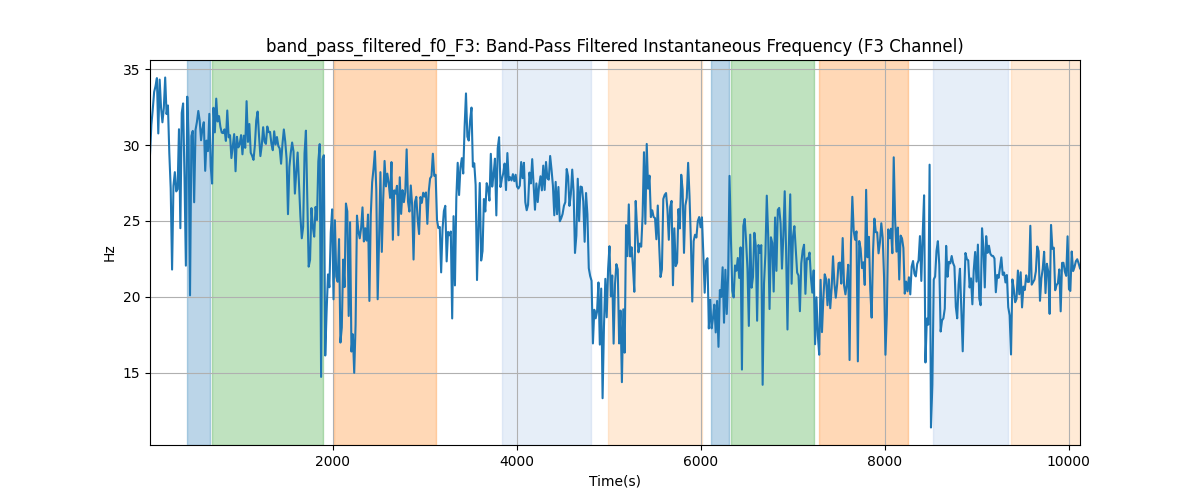 band_pass_filtered_f0_F3: Band-Pass Filtered Instantaneous Frequency (F3 Channel)
35
30
25
20
15
Hz
2000 4000 6000 8000 10000
Time(s)